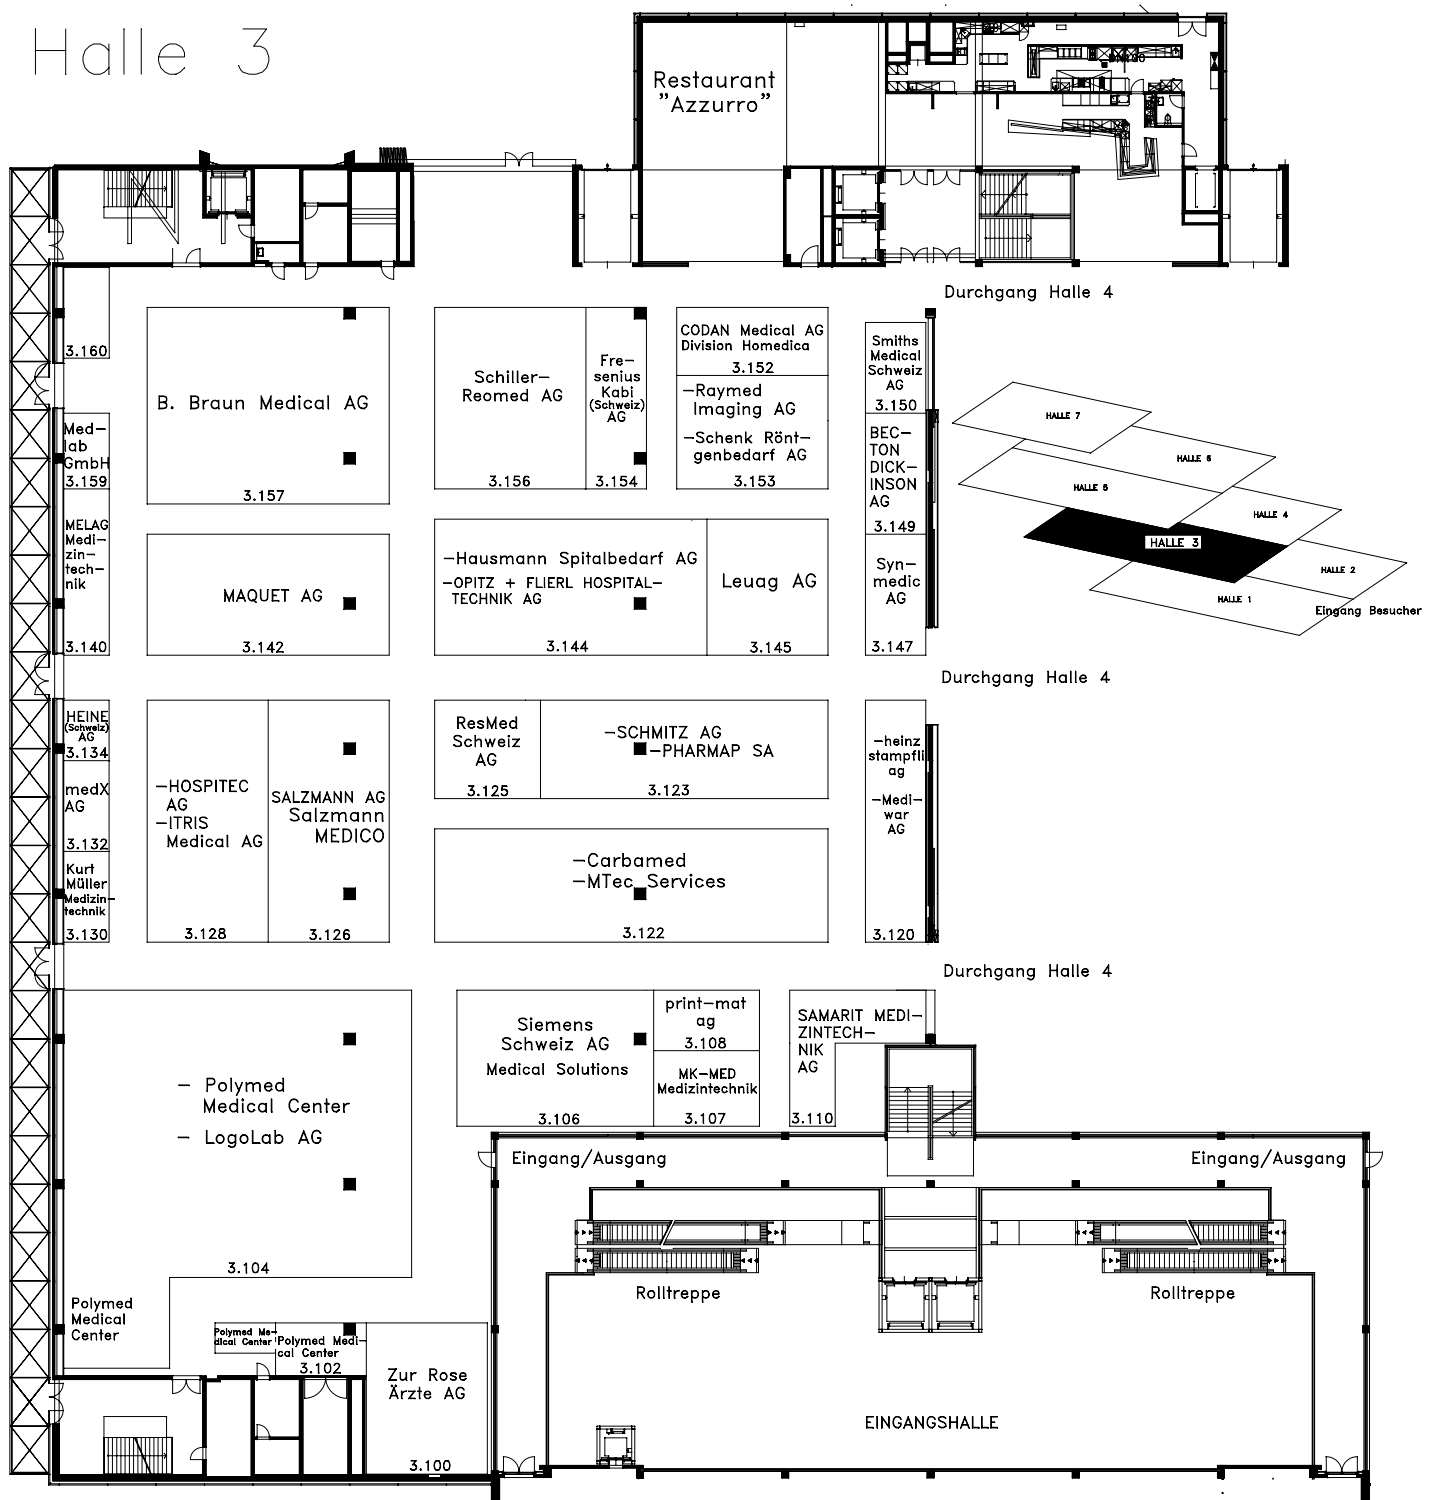 Halle 3
Restaurant
"Azzurro"
Durchgang Halle 4
3.160
B. Braun Medical AG
3.157
Schiller-
Reomed AG
3.156
Fre-
senius
Kabi
(Schweiz)
AG
3.154
CODAN Medical AG
Division Homedica
3.152
-Raymed
Imaging AG
-Schenk Rönt-
genbedarf AG
3.153
Smiths
Medical
Schweiz
AG
3.150
BEC-
TON
DICK-
INSON
AG
3.149
Med-
lab
GmbH
3.159
MELAG
Medi-
zin-
tech-
nik
3.140
MAQUET AG
3.142
-Hausmann Spitalbedarf AG
-OPITZ + FLIERL HOSPITAL-
TECHNIK AG
3.144
Leuag AG
3.145
Syn-
medic
AG
3.147
HALLE 7
HALLE 6
HALLE 5
HALLE 4
HALLE 3
HALLE 2
HALLE 1
Eingang Besucher
Durchgang Halle 4
HEINE
(Schweiz)
AG
3.134
medX
AG
3.132
Kurt
Müller
Medizin-
technik
3.130
-HOSPITEC
AG
-ITRIS
Medical AG
3.128
SALZMANN AG
Salzmann
MEDICO
3.126
ResMed
Schweiz
AG
3.125
-SCHMITZ AG
-PHARMAP SA
3.123
-Carbamed
-MTec Services
3.122
-heinz
stampfli
ag
-Medi-
war
AG
3.120
Durchgang Halle 4
- Polymed
Medical Center
- LogoLab AG
3.104
Siemens
Schweiz AG
Medical Solutions
3.106
print-mat
ag
3.108
MK-MED
Medizintechnik
3.107
SAMARIT MEDI-
ZINTECH-
NIK
AG
3.110
Eingang/Ausgang
Eingang/Ausgang
Rolltreppe
Rolltreppe
Polymed
Medical
Center
Polymed Me-
dical Center
Polymed Medi-
cal Center
3.102
Zur Rose
Ärzte AG
3.100
EINGANGSHALLE